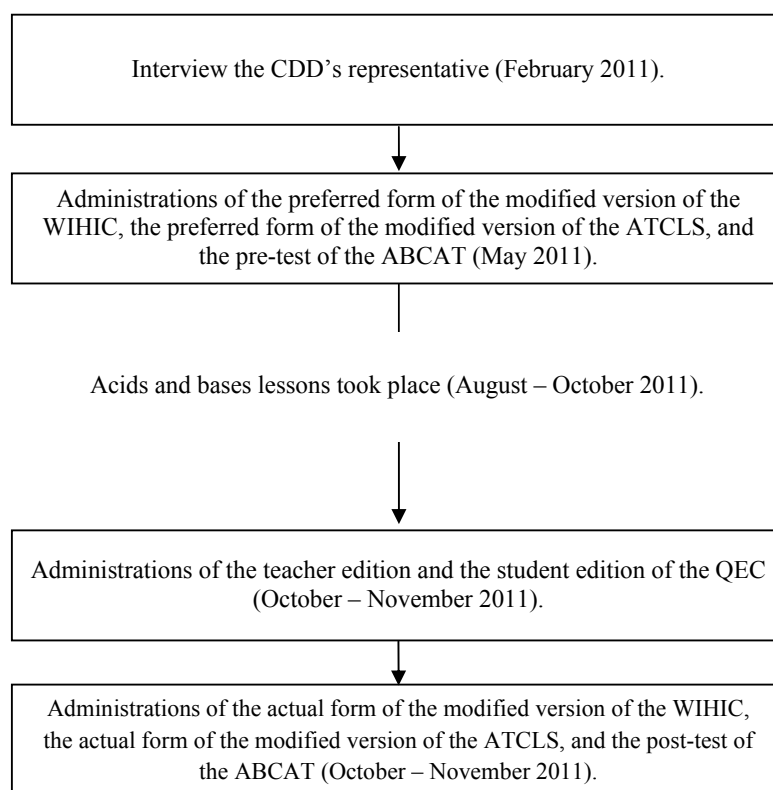 Interview the CDD’s representative (February 2011).
Administrations of the preferred form of the modified version of the
WIHIC, the preferred form of the modified version of the ATCLS, and
the pre-test of the ABCAT (May 2011).
Acids and bases lessons took place (August – October 2011).
Administrations of the teacher edition and the student edition of the QEC
(October – November 2011).
Administrations of the actual form of the modified version of the WIHIC,
the actual form of the modified version of the ATCLS, and the post-test of
the ABCAT (October – November 2011).